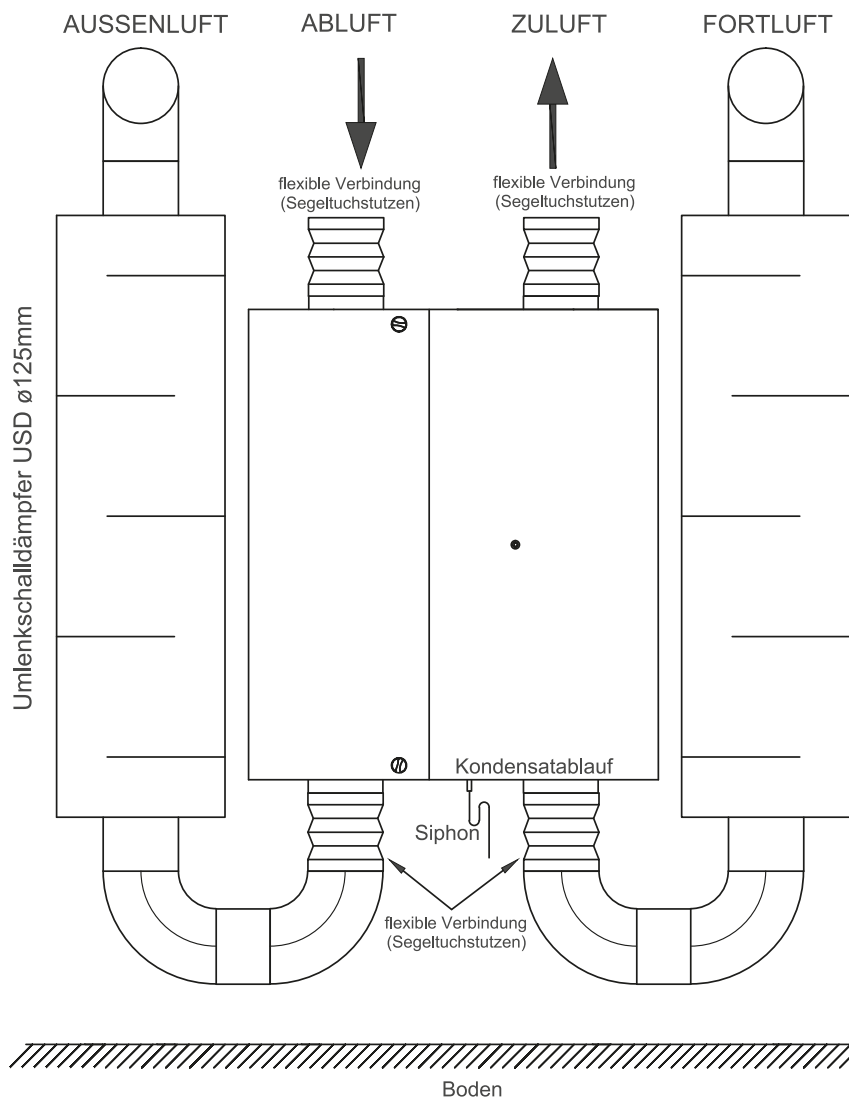 AUSSENLUFT
ABLUFT
ZULUFT
FORTLUFT
flexible Verbindung
(Segeltuchstutzen)
flexible Verbindung
(Segeltuchstutzen)
Umlenkschalldämpfer USD ø125mm
Kondensatablauf
Siphon
flexible Verbindung
(Segeltuchstutzen)
Boden